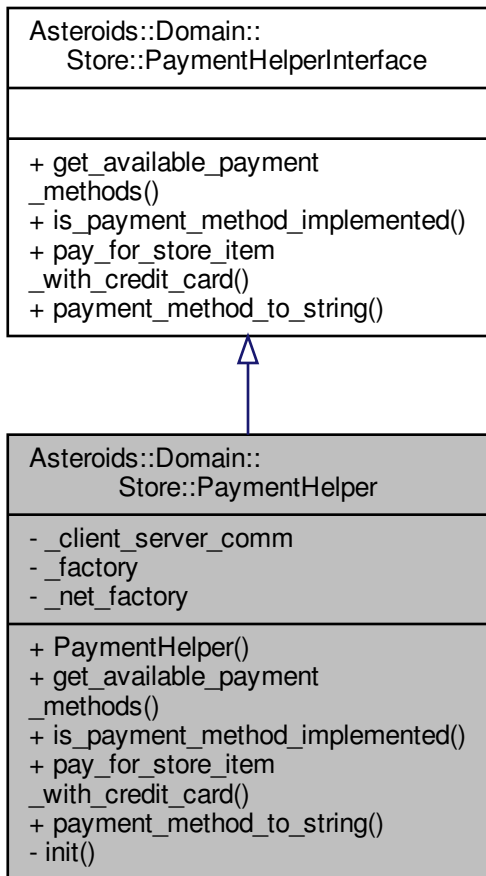 Asteroids::Domain::
Store::PaymentHelperInterface
+ get_available_payment
_methods()
+ is_payment_method_implemented()
+ pay_for_store_item
_with_credit_card()
+ payment_method_to_string()
Asteroids::Domain::
Store::PaymentHelper
- _client_server_comm
- _factory
- _net_factory
+ PaymentHelper()
+ get_available_payment
_methods()
+ is_payment_method_implemented()
+ pay_for_store_item
_with_credit_card()
+ payment_method_to_string()
- init()